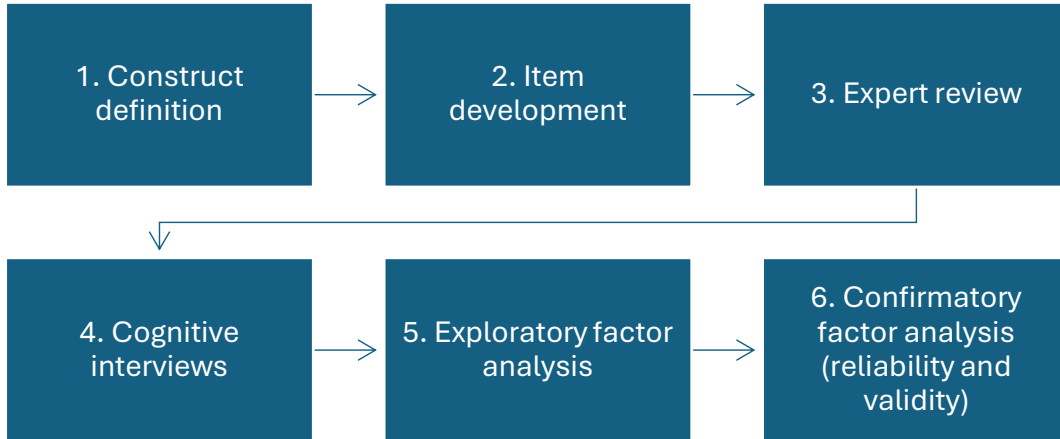 1. Construct
definition
2. Item
development
3. Expert review
4. Cognitive
interviews
5. Exploratory factor
analysis
6. Confirmatory
factor analysis
(reliability and
validity)